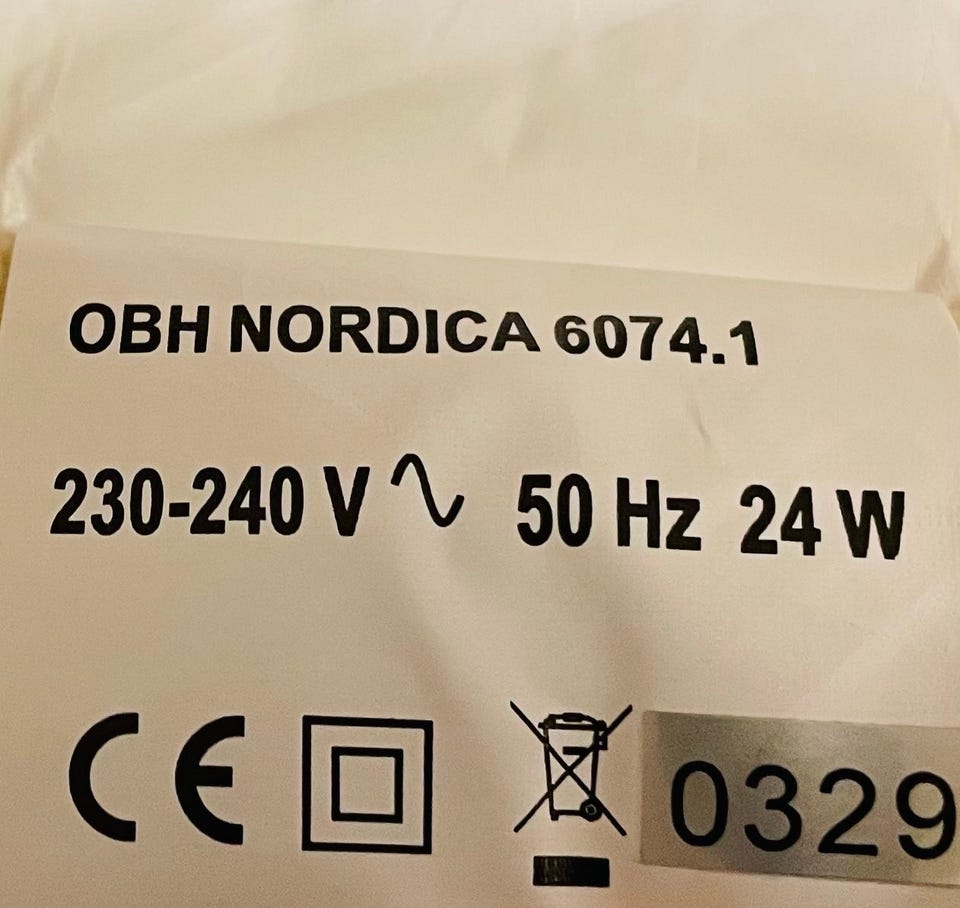 OBH NORDICA 6074.1
230-240 V ∿ 50 Hz 24 W
CE 0329